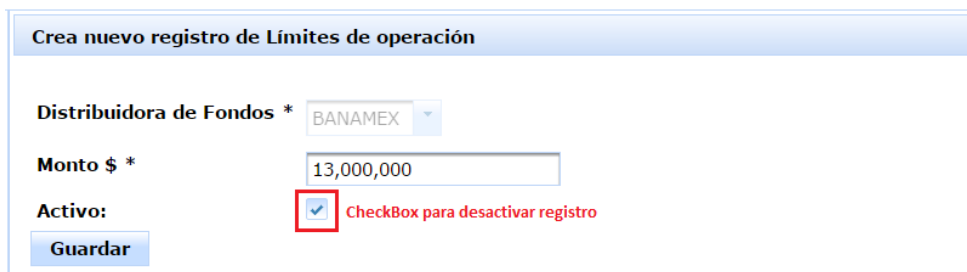 Crea nuevo registro de Límites de operación
Distribuidora de Fondos * BANAMEX
Monto $ * 13,000,000
Activo: CheckBox para desactivar registro
Guardar